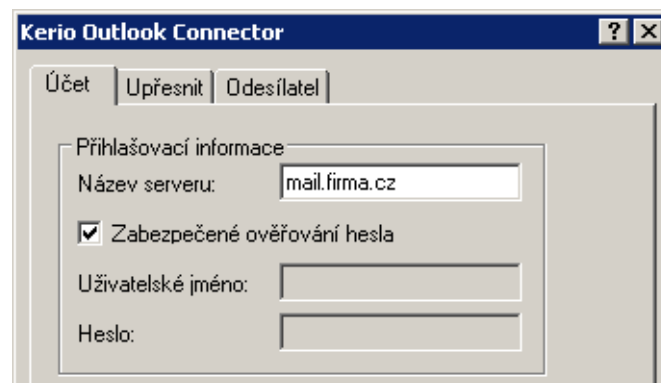 Kerio Outlook Connector
Účet Upřesnit Odesílatel
Přihlašovací informace
Název serveru: mail.firma.cz
Zabezpečené ověřování hesla
Uživatelské jméno:
Heslo: